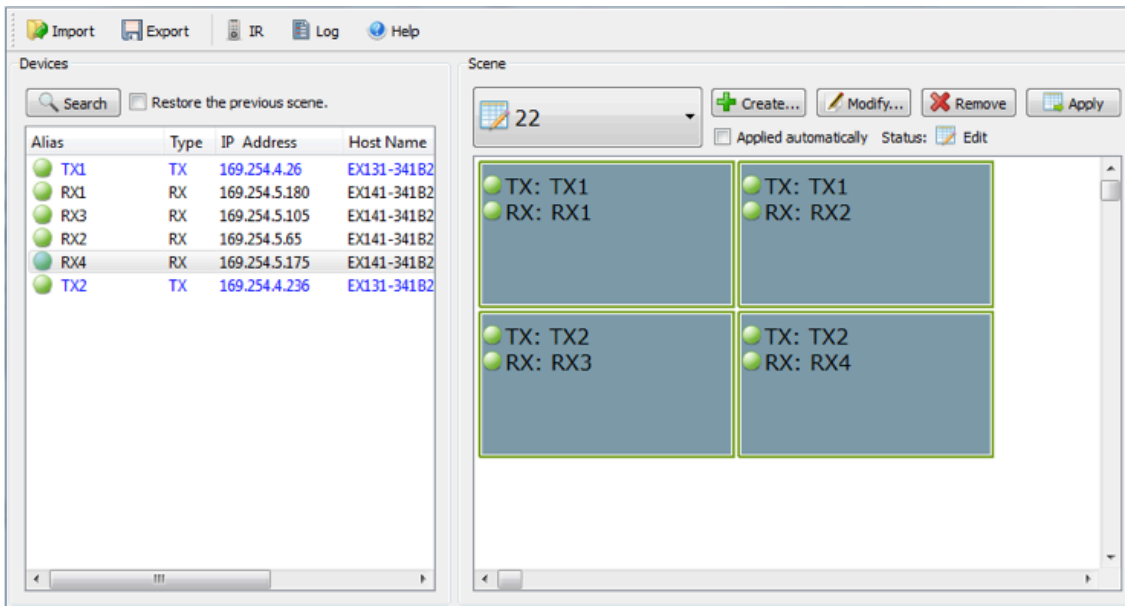 Import Export IR Log Help
Devices
Search Restore the previous scene.
Alias Type IP Address Host Name
TX1 TX 169.254.4.26 EX131-341B2
RX1 RX 169.254.5.180 EX141-341B2
RX3 RX 169.254.5.105 EX141-341B2
RX2 RX 169.254.5.65 EX141-341B2
RX4 RX 169.254.5.175 EX141-341B2
TX2 TX 169.254.4.236 EX131-341B2
Scene
22 Create... Modify... Remove Apply
Applied automatically Status: Edit
TX: TX1 TX: TX1
RX: RX1 RX: RX2
TX: TX2 TX: TX2
RX: RX3 RX: RX4